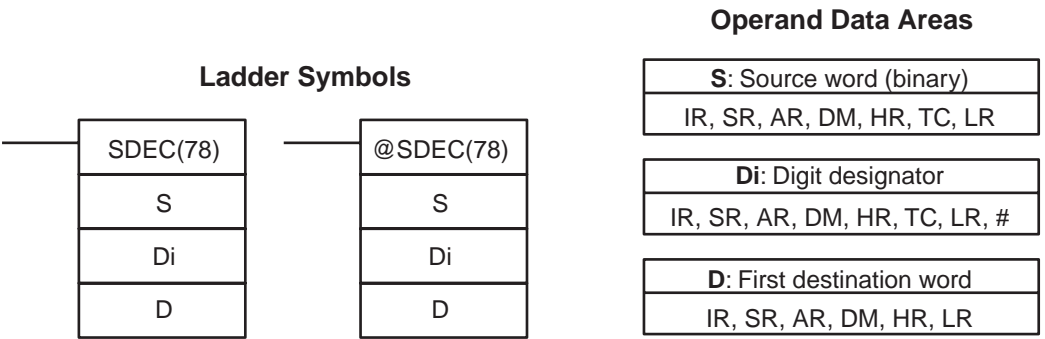 Ladder Symbols
SDEC(78)
S
Di
D
@SDEC(78)
S
Di
D
Operand Data Areas
S: Source word (binary)
IR, SR, AR, DM, HR, TC, LR
Di: Digit designator
IR, SR, AR, DM, HR, TC, LR, #
D: First destination word
IR, SR, AR, DM, HR, LR